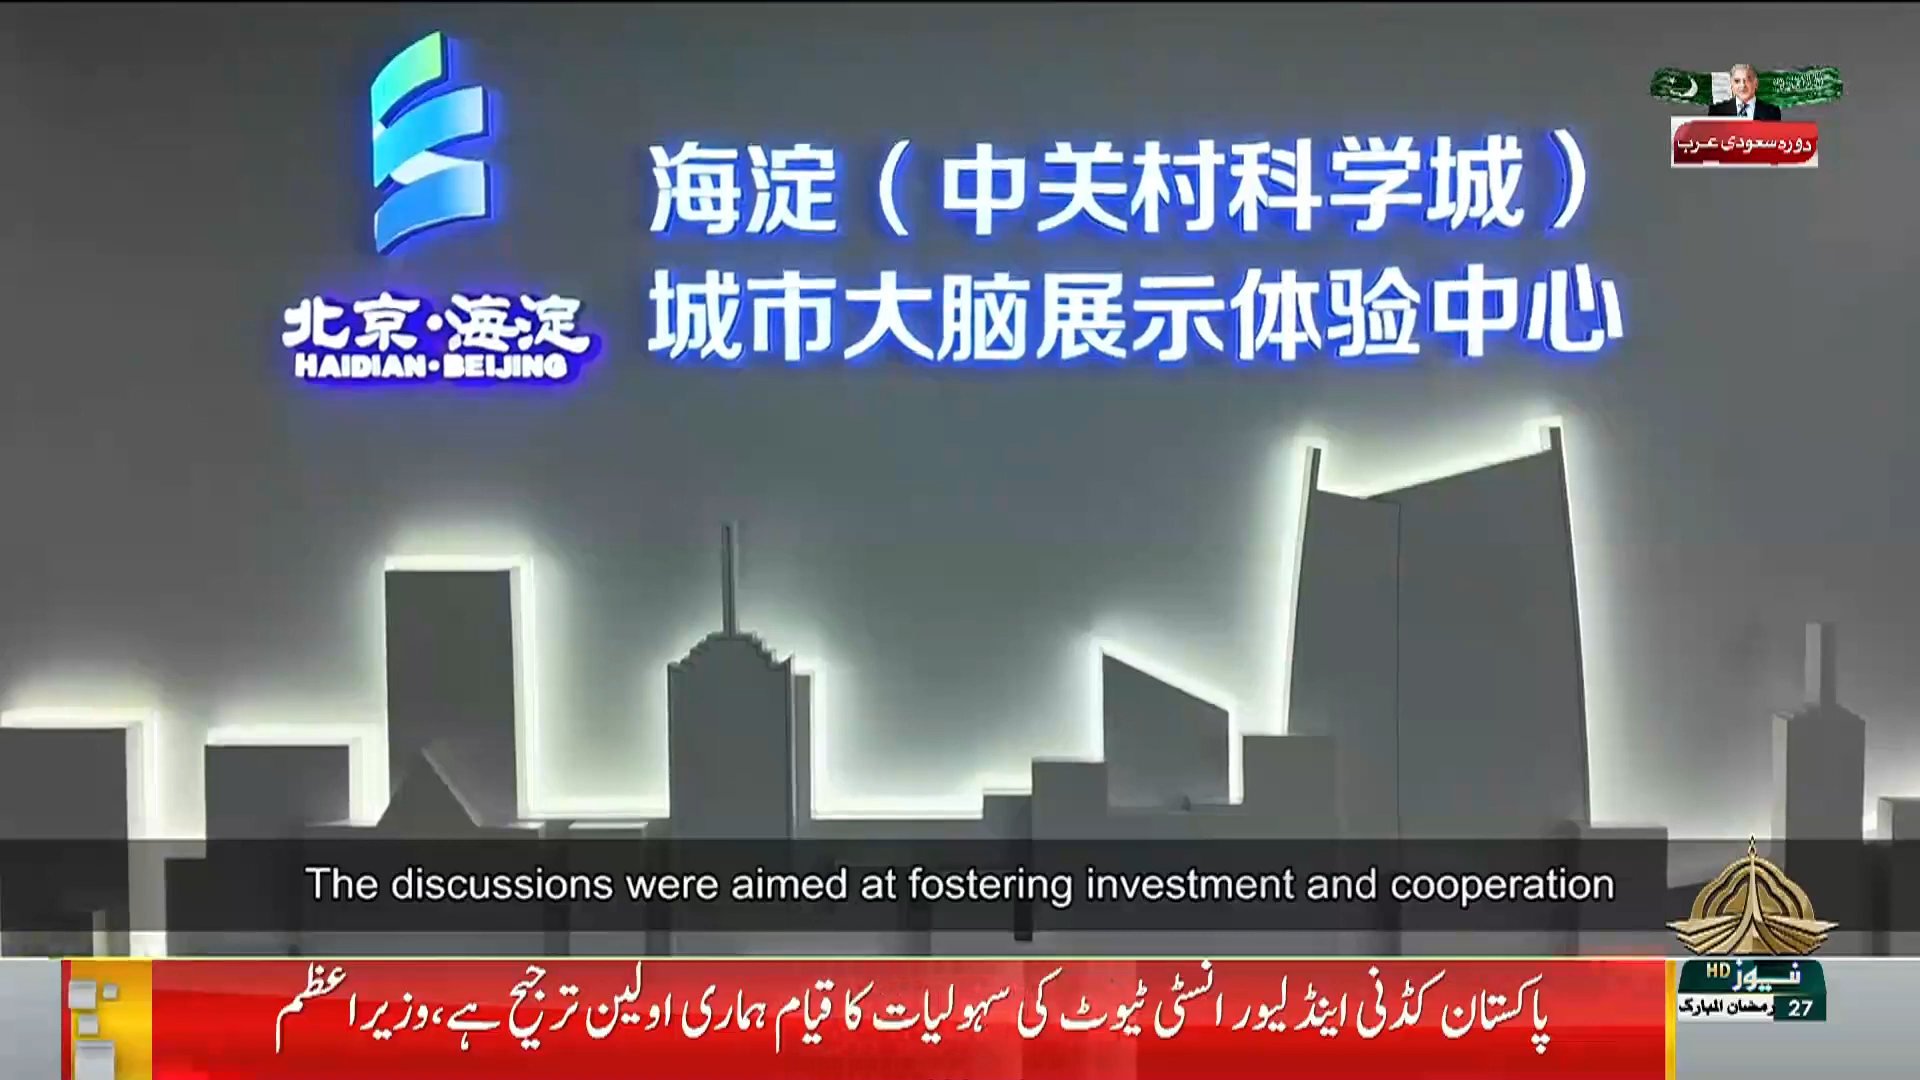 海淀（中关村科学城）
城市大脑展示体验中心
北京·海淀
HAIDIAN·BEIJING
دورہ سعودی عرب
The discussions were aimed at fostering investment and cooperation
پاکستان کڈنی اینڈ لیور انسٹی ٹیوٹ کی سہولیات کا قیام ہماری اولین ترجیح ہے، وزیراعظم
نیوز HD
27 رمضان المبارک